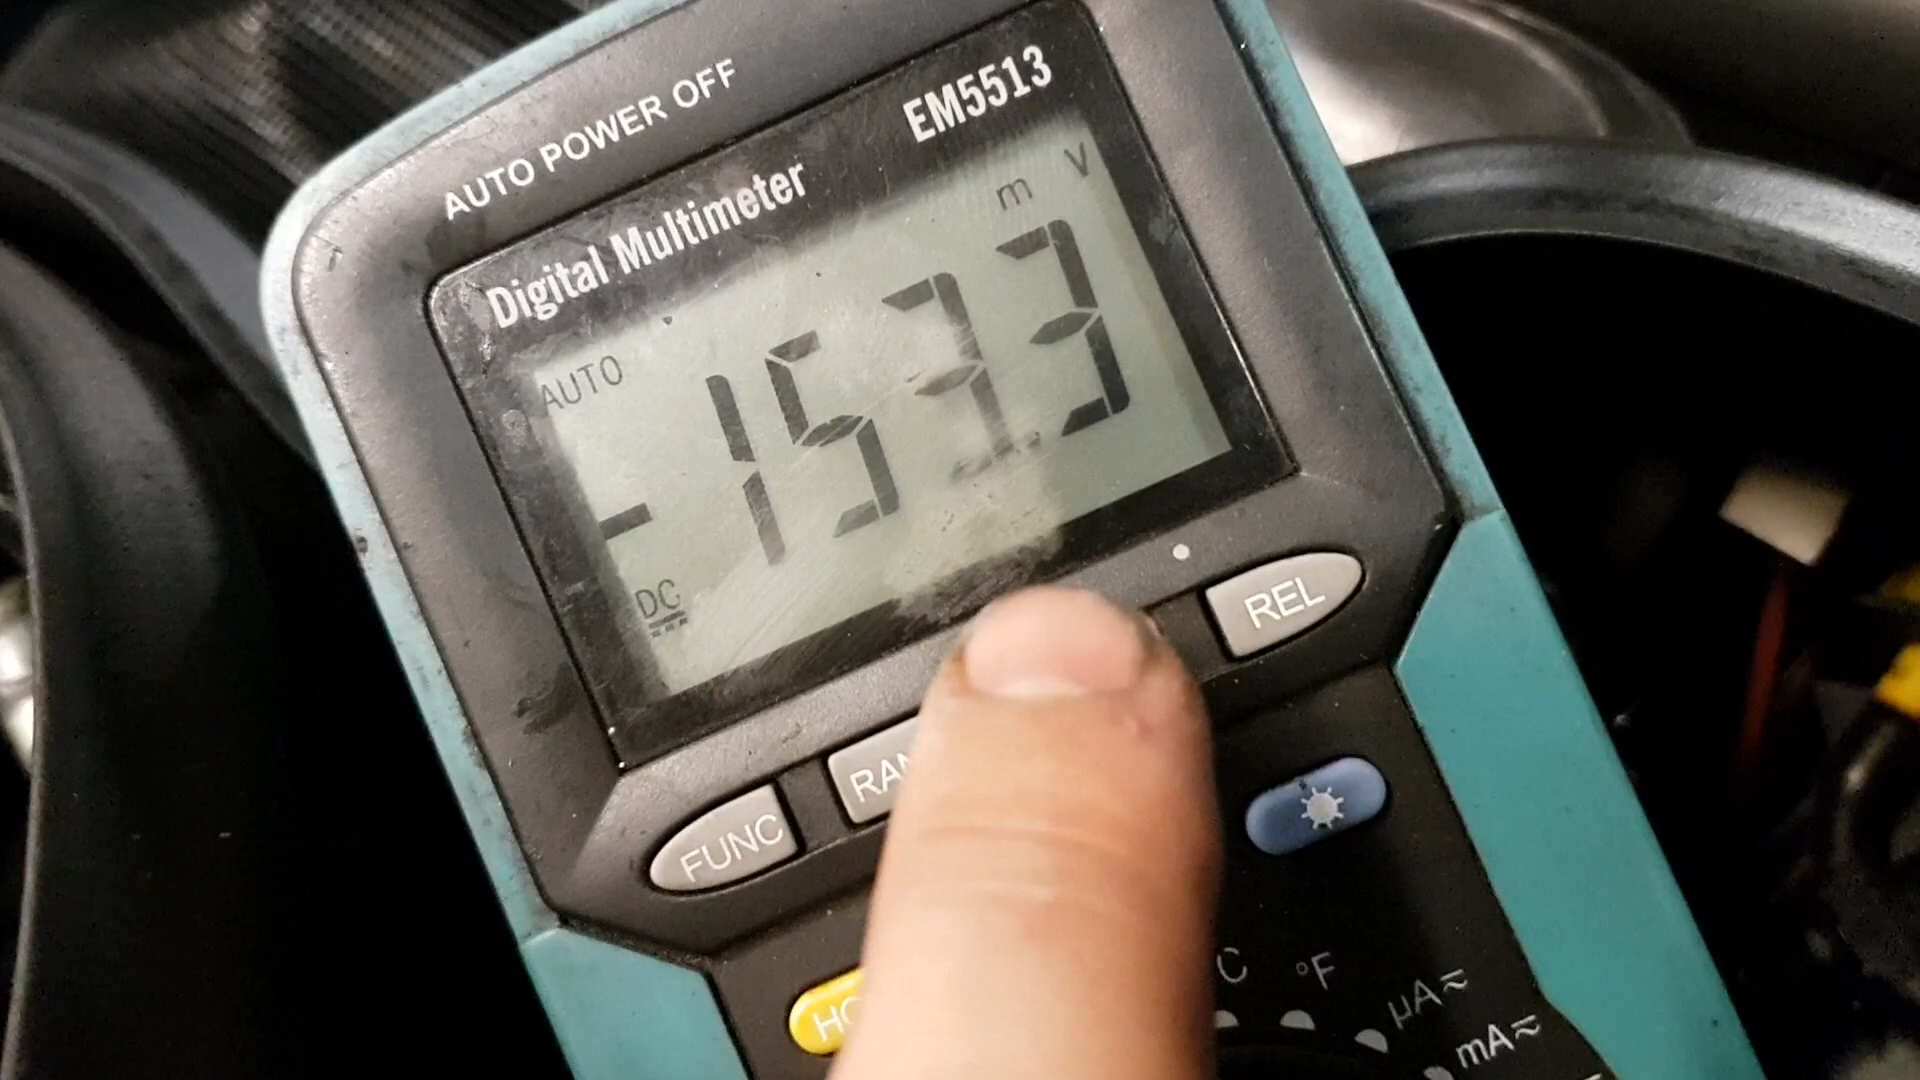 AUTO POWER OFF
Digital Multimeter EM5513
m V
AUTO
-153.3
DC
REL
FUNC
°F
µA
mA